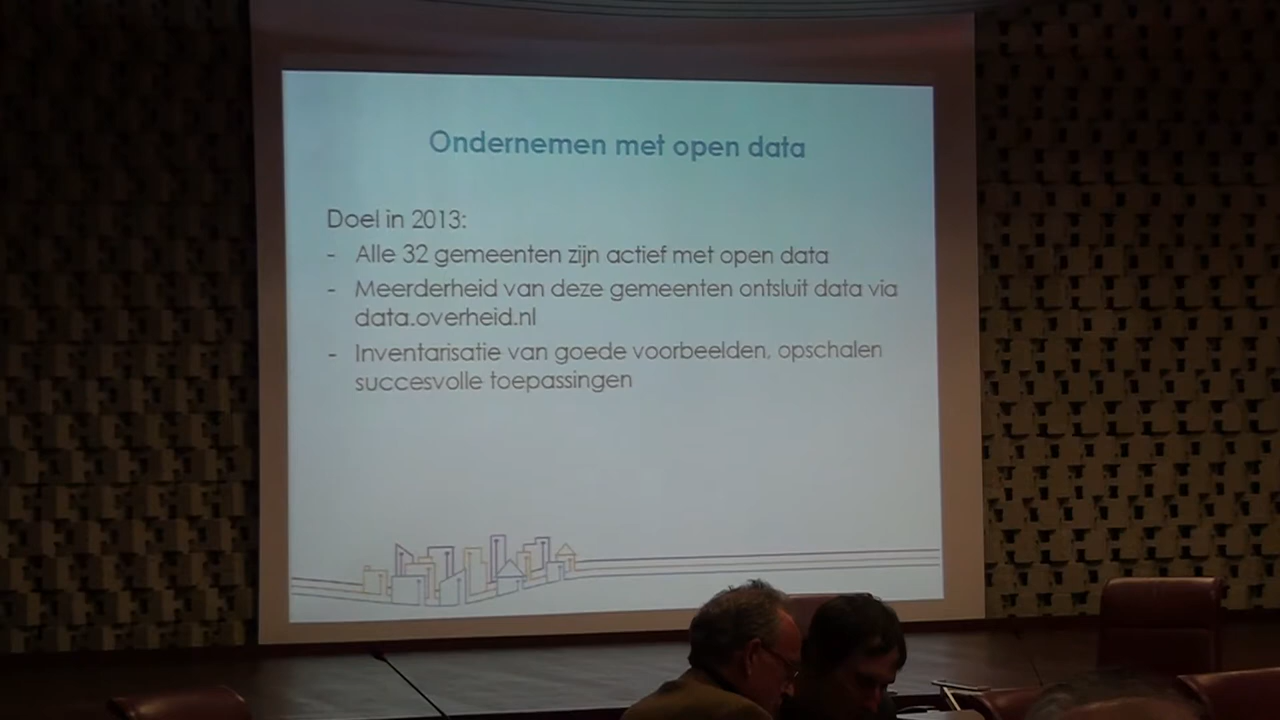 Ondernemen met open data
Doel in 2013:
- Alle 32 gemeenten zijn actief met open data
- Meerderheid van deze gemeenten ontsluit data via
data.overheid.nl
- Inventarisatie van goede voorbeelden, opschalen
succesvolle toepassingen